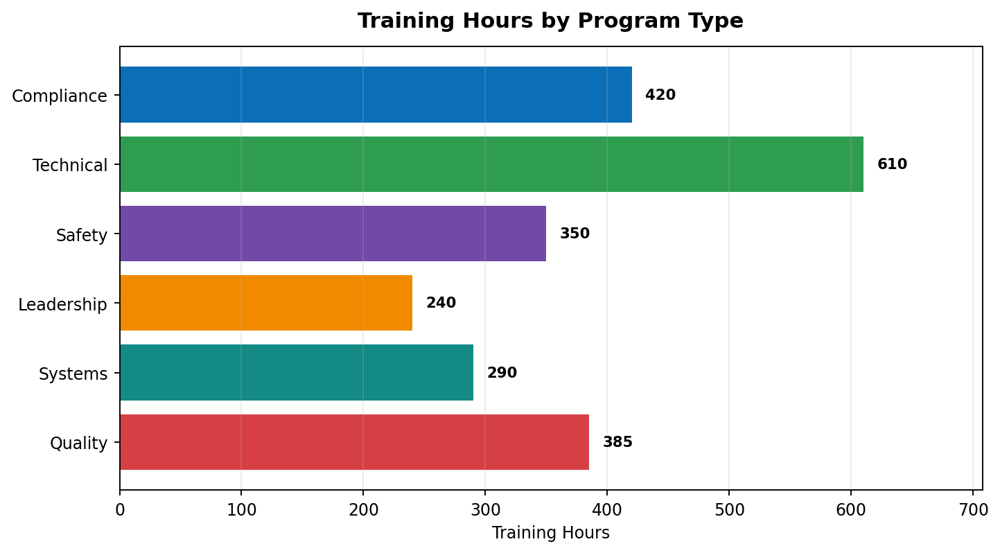 Training Hours by Program Type
Compliance
420
Technical
610
Safety
350
Leadership
240
Systems
290
Quality
385
0 100 200 300 400 500 600 700
Training Hours